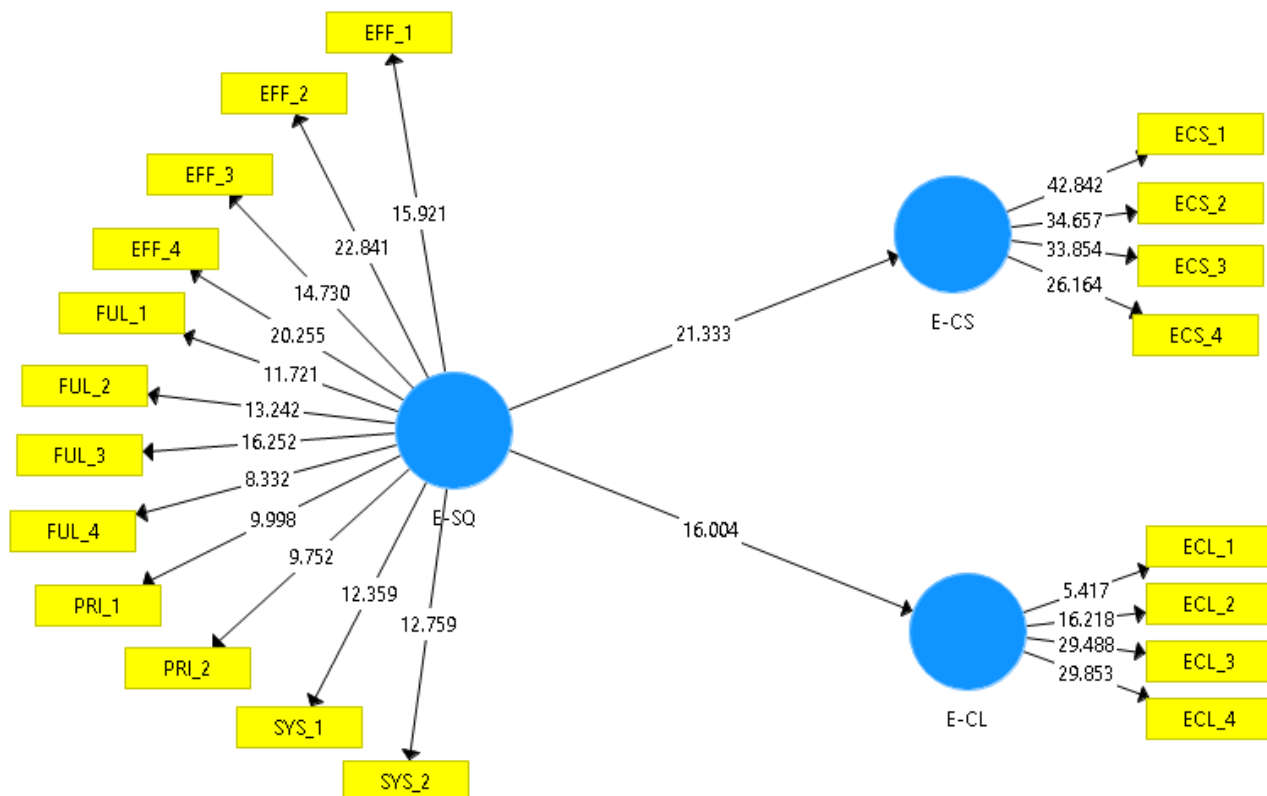 EFF_1
EFF_2
EFF_3
EFF_4
FUL_1
FUL_2
FUL_3
FUL_4
PRI_1
PRI_2
SYS_1
SYS_2
15.921
22.841
14.730
20.255
11.721
13.242
16.252
8.332
9.998
9.752
12.359
12.759
E-SQ
21.333
16.004
E-CS
42.842
34.657
33.854
26.164
ECS_1
ECS_2
ECS_3
ECS_4
E-CL
5.417
16.218
29.488
29.853
ECL_1
ECL_2
ECL_3
ECL_4